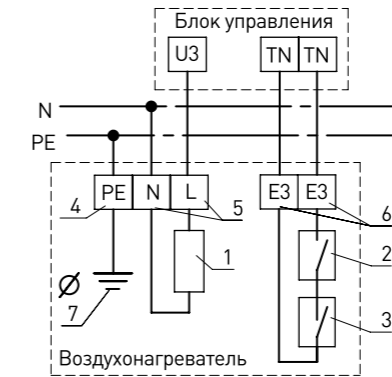 Блок управления
U3 TN TN
N
PE
PE N L E3 E3
4 5 6
1 2
7 3
Воздухонагреватель